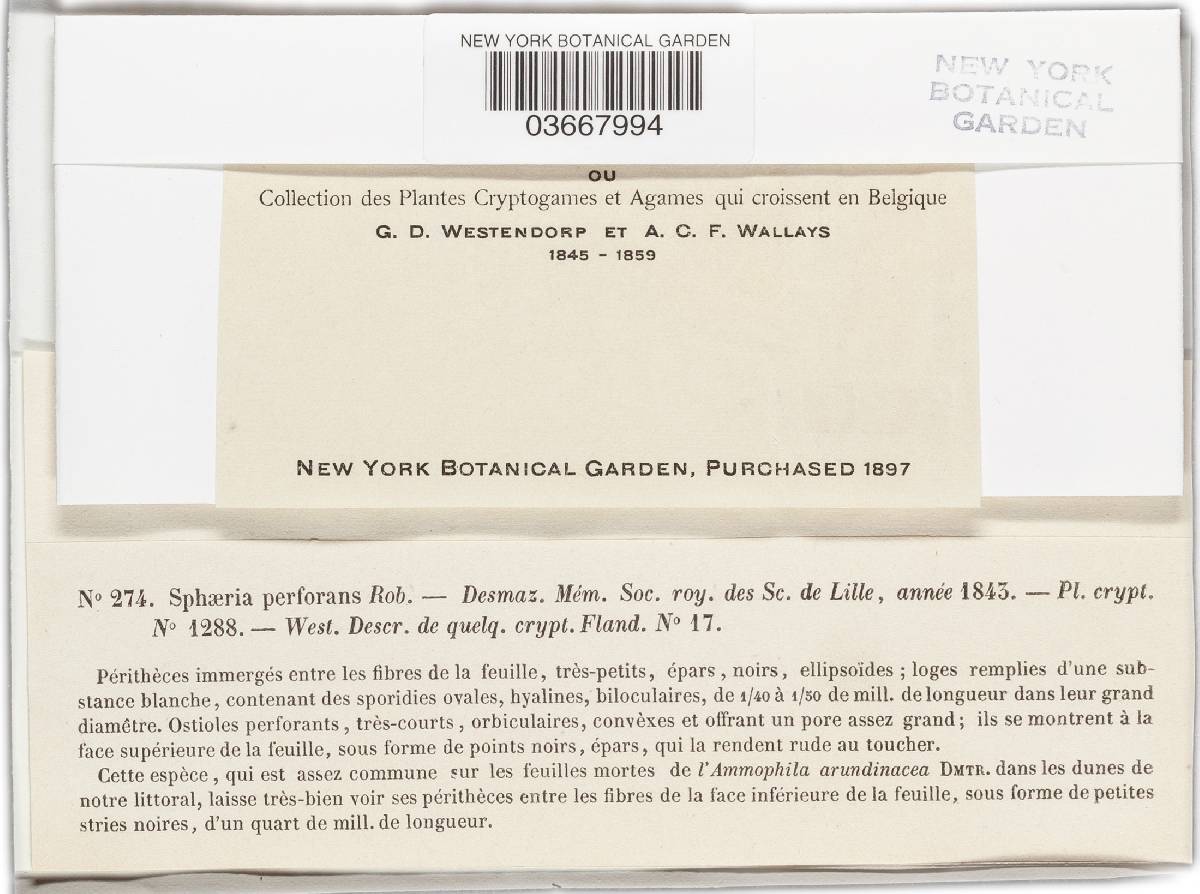 NEW YORK BOTANICAL GARDEN
03667994
NEW YORK
BOTANICAL
GARDEN
OU
Collection des Plantes Cryptogames et Agames qui croissent en Belgique
G. D. WESTENDORP ET A. C. F. WALLAYS
1845 - 1859
NEW YORK BOTANICAL GARDEN, PURCHASED 1897
Nº 274. Sphæria perforans Rob. — Desmaz. Mém. Soc. roy. des Sc. de Lille, année 1843. — Pl. crypt.
Nº 1288. — West. Descr. de quelq. crypt. Fland. Nº 17.
Périthèces immergés entre les fibres de la feuille, très-petits, épars, noirs, ellipsoïdes ; loges remplies d'une sub-
stance blanche, contenant des sporidies ovales, hyalines, biloculaires, de 1/40 à 1/50 de mill. de longueur dans leur grand
diamêtre. Ostioles perforants, très-courts, orbiculaires, convèxes et offrant un pore assez grand ; ils se montrent à la
face supérieure de la feuille, sous forme de points noirs, épars, qui la rendent rude au toucher.
Cette espèce, qui est assez commune sur les feuilles mortes de l'Ammophila arundinacea DMTR. dans les dunes de
notre littoral, laisse très-bien voir ses périthèces entre les fibres de la face inférieure de la feuille, sous forme de petites
stries noires, d'un quart de mill. de longueur.